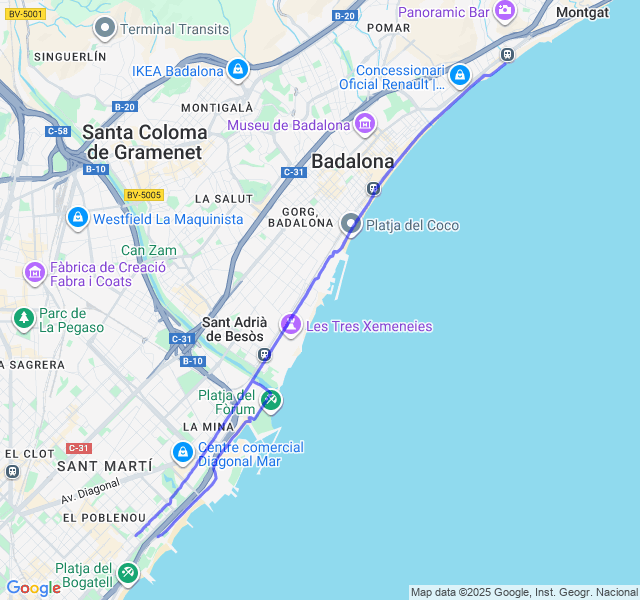 BV-5001
B-20
Panoramic Bar
Montgat
Terminal Transits
POMAR
SINGUERLÍN
IKEA Badalona
Concessionari
Oficial Renault |...
B-20
MONTIGALÀ
C-58
Santa Coloma
de Gramenet
Museu de Badalona
B-10
Badalona
C-31
BV-5005
LA SALUT
Westfield La Maquinista
GORG,
BADALONA
Platja del Coco
Can Zam
Fàbrica de Creació
Fabra i Coats
Parc de
La Pegaso
Sant Adrià
de Besòs
Les Tres Xemeneies
C-31
B-10
A SAGRERA
Platja del
Fòrum
LA MINA
EL CLOT
C-31
Centre comercial
Diagonal Mar
SANT MARTÍ
Av. Diagonal
EL POBLENOU
Platja del
Bogatell
Google
Map data ©2025 Google, Inst. Geogr. Nacional